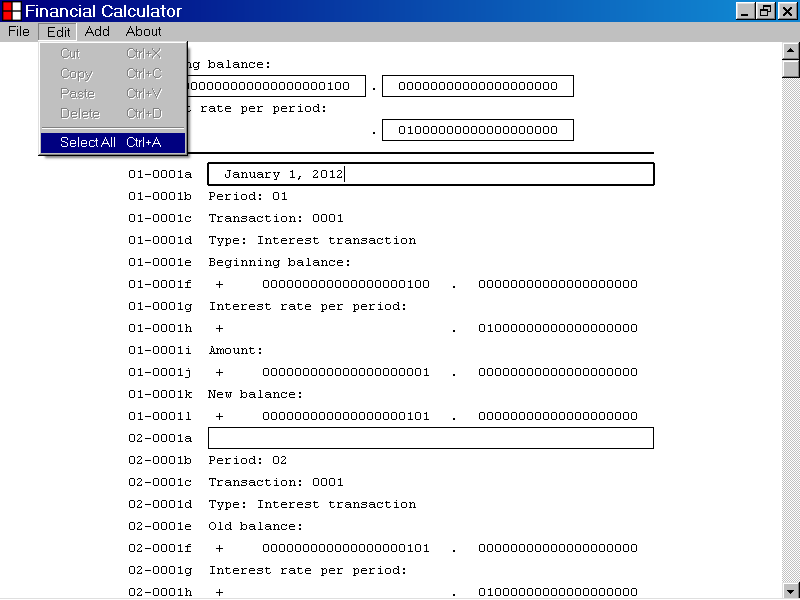 Financial Calculator
File Edit Add About
Cut Ctrl+X
Copy Ctrl+C
Paste Ctrl+V
Delete Ctrl+D
Select All Ctrl+A
ng balance:
000000000000000000100 . 00000000000000000000
rate per period:
. 01000000000000000000
01-0001a January 1, 2012
01-0001b Period: 01
01-0001c Transaction: 0001
01-0001d Type: Interest transaction
01-0001e Beginning balance:
01-0001f + 000000000000000000100 . 00000000000000000000
01-0001g Interest rate per period:
01-0001h + . 01000000000000000000
01-0001i Amount:
01-0001j + 000000000000000000001 . 00000000000000000000
01-0001k New balance:
01-0001l + 000000000000000000101 . 00000000000000000000
02-0001a
02-0001b Period: 02
02-0001c Transaction: 0001
02-0001d Type: Interest transaction
02-0001e Old balance:
02-0001f + 000000000000000000101 . 00000000000000000000
02-0001g Interest rate per period:
02-0001h + . 01000000000000000000